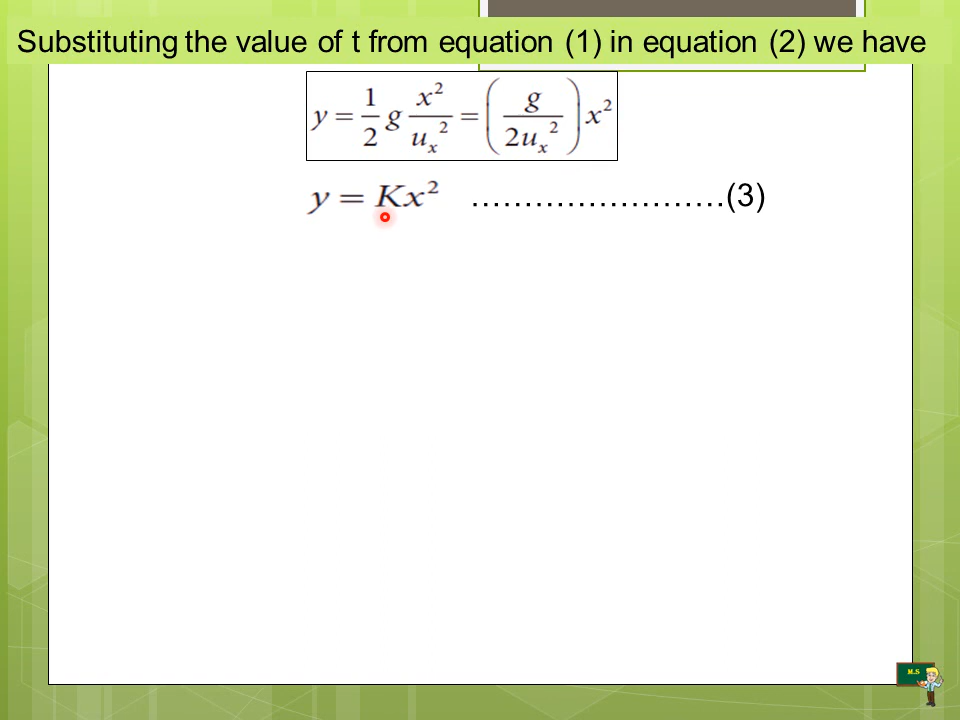 Substituting the value of t from equation (1) in equation (2) we have
y = 1/2 g x²/uₓ² = (g/2uₓ²) x²
y = Kx² ……………………(3)
M.S